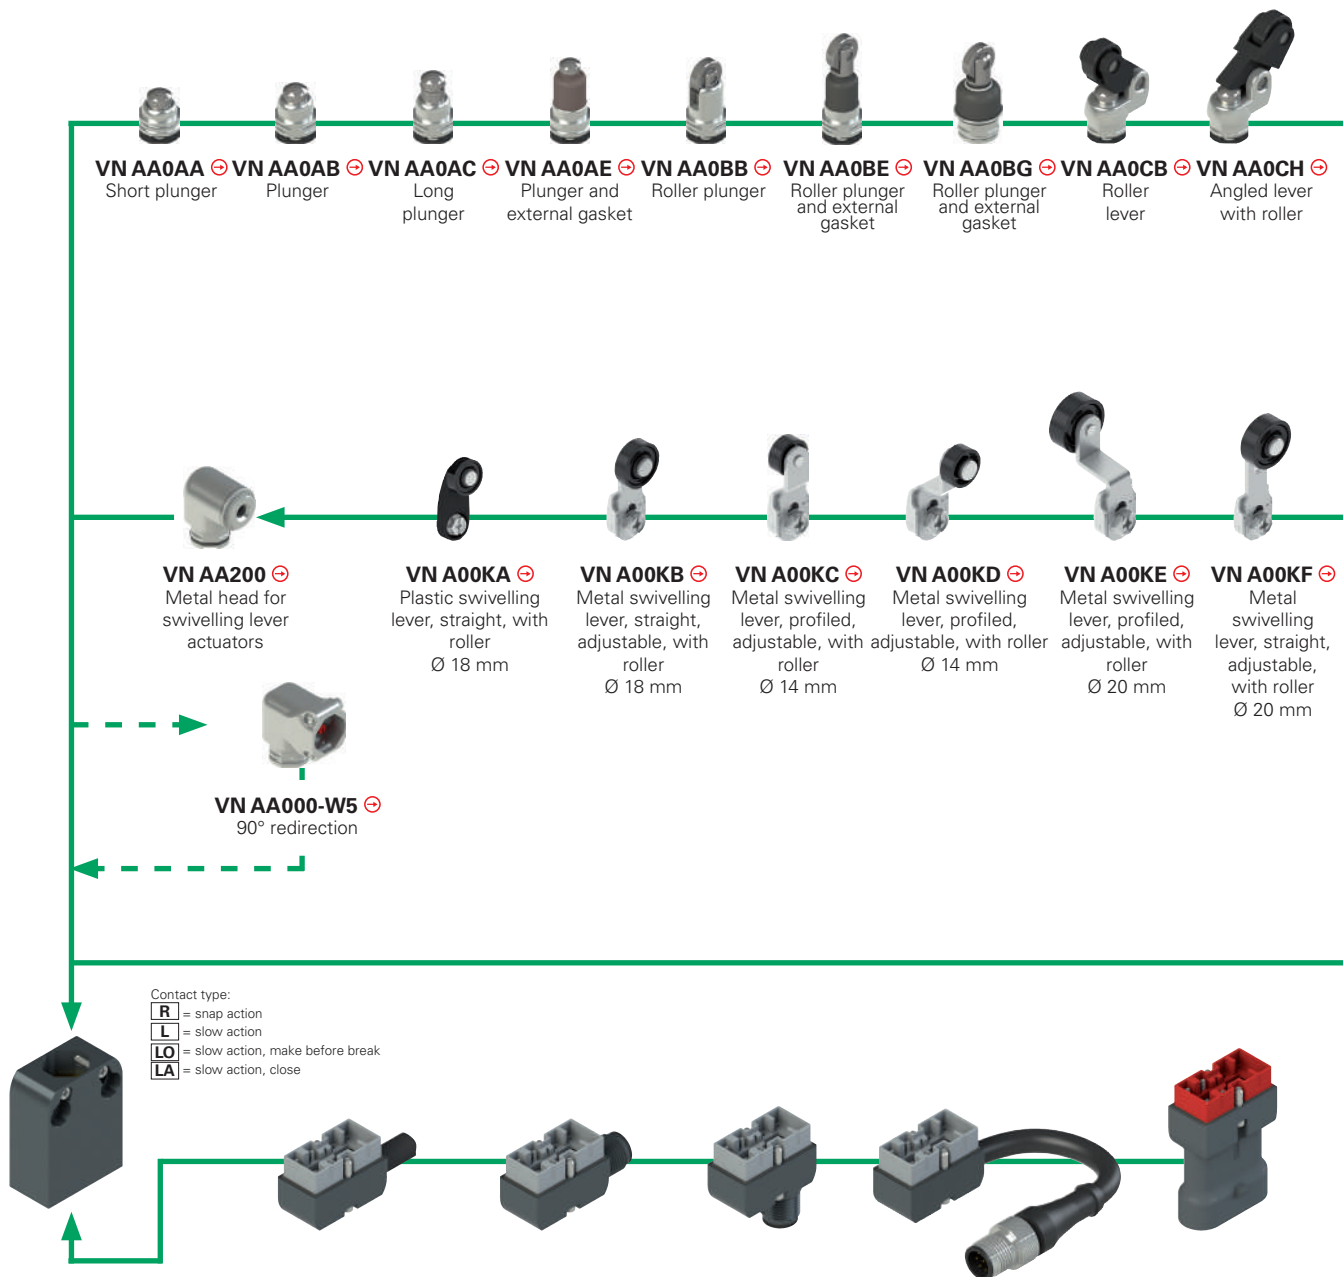 VN AA0AA
Short plunger
VN AA0AB
Plunger
VN AA0AC
Long
plunger
VN AA0AE
Plunger and
external gasket
VN AA0BB
Roller plunger
VN AA0BE
Roller plunger
and external
gasket
VN AA0BG
Roller plunger
and external
gasket
VN AA0CB
Roller
lever
VN AA0CH
Angled lever
with roller
VN AA200
Metal head for
swivelling lever
actuators
VN A00KA
Plastic swivelling
lever, straight, with
roller
Ø 18 mm
VN A00KB
Metal swivelling
lever, straight,
adjustable, with
roller
Ø 18 mm
VN A00KC
Metal swivelling
lever, profiled,
adjustable, with
roller
Ø 14 mm
VN A00KD
Metal swivelling
lever, profiled,
adjustable, with roller
Ø 14 mm
VN A00KE
Metal swivelling
lever, profiled,
adjustable, with
roller
Ø 20 mm
VN A00KF
Metal
swivelling
lever, straight,
adjustable,
with roller
Ø 20 mm
VN AA000-W5
90° redirection
Contact type:
R = snap action
L = slow action
LO = slow action, make before break
LA = slow action, close